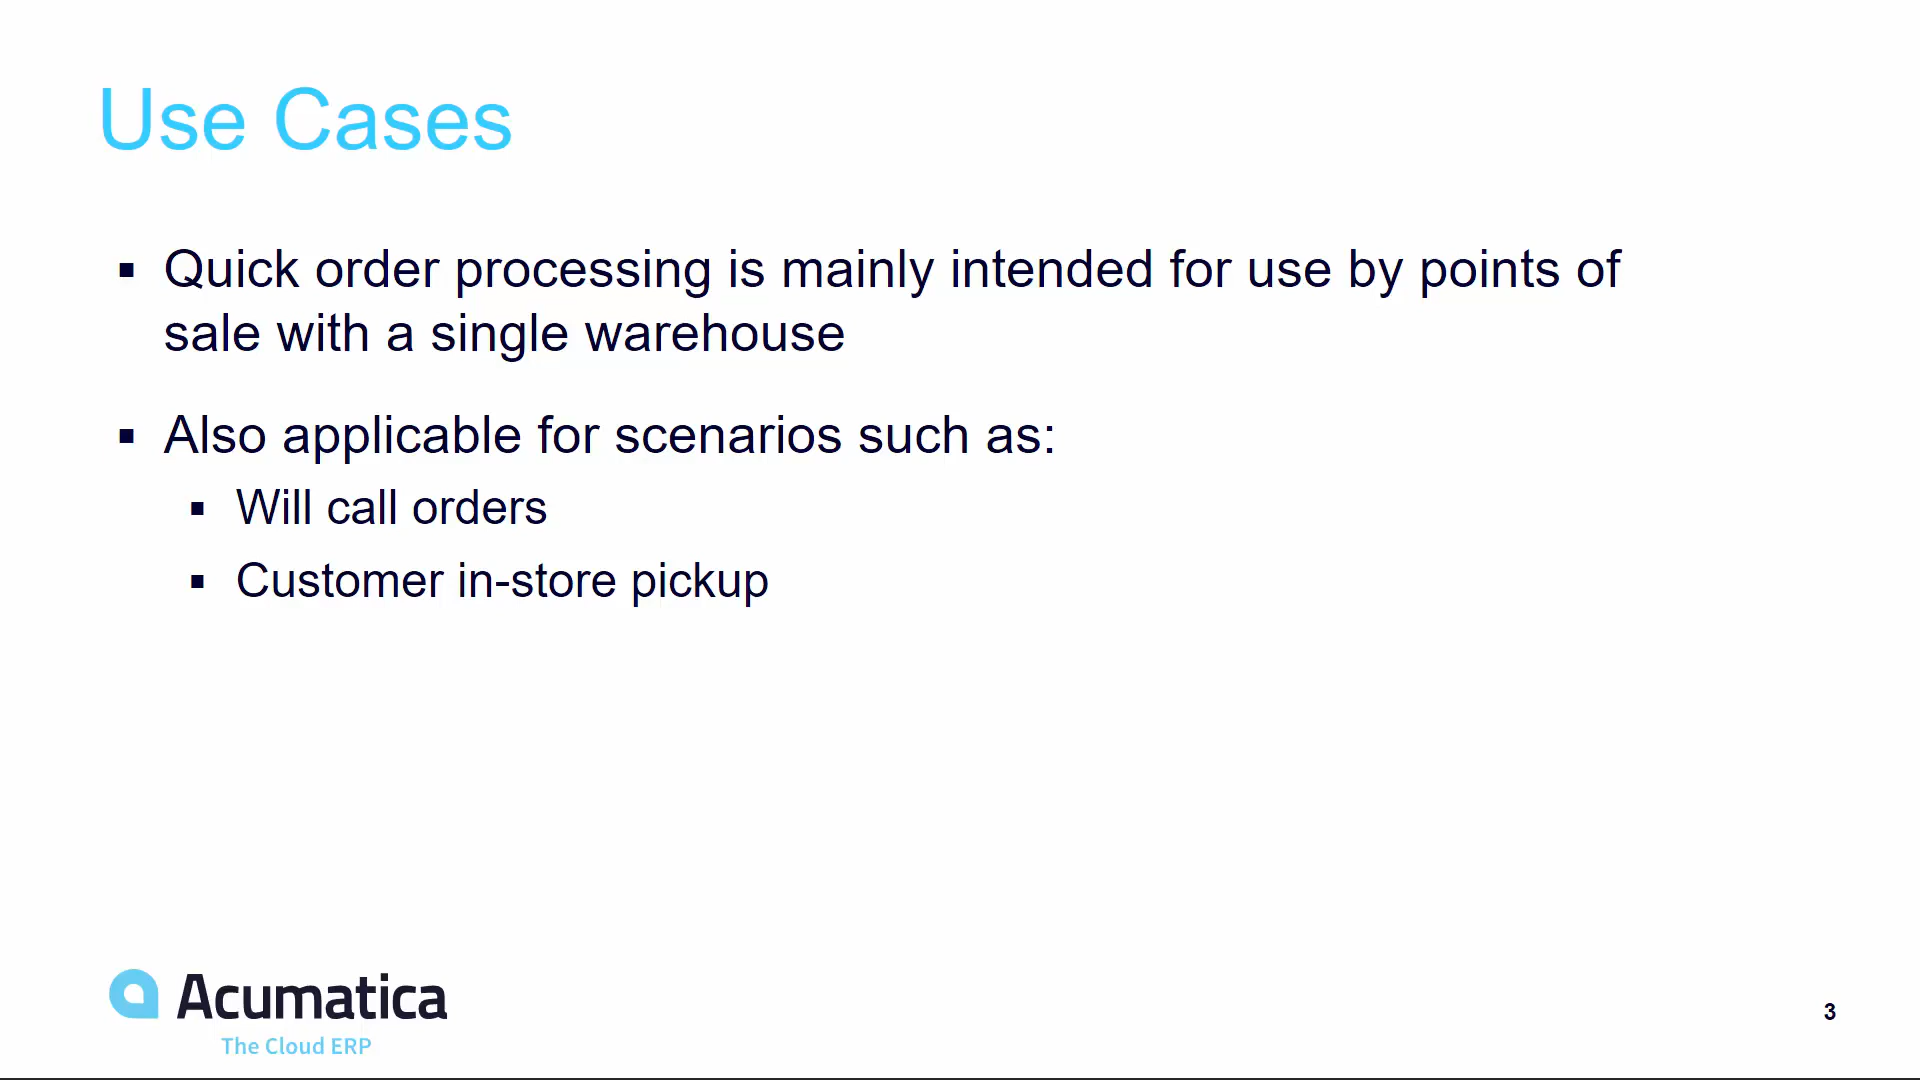 Use Cases
▪ Quick order processing is mainly intended for use by points of
sale with a single warehouse
▪ Also applicable for scenarios such as:
▪ Will call orders
▪ Customer in-store pickup
Acumatica
The Cloud ERP
3